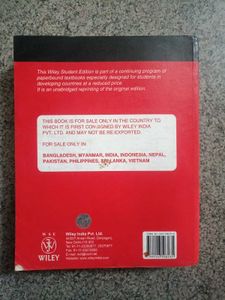 This Wiley Student Edition is part of a continuing program of
paperbound textbooks especially designed for students in
developing countries at a reduced price.
It is an unabridged reprinting of the original edition.
THIS BOOK IS FOR SALE ONLY IN THE COUNTRY TO
WHICH IT IS FIRST CONSIGNED BY WILEY INDIA
PVT. LTD. AND MAY NOT BE RE-EXPORTED.
FOR SALE ONLY IN
BANGLADESH, MYANMAR, INDIA, INDONESIA, NEPAL,
PAKISTAN, PHILIPPINES, SRI LANKA, VIETNAM
W S E
WILEY
Wiley India Pvt. Ltd.